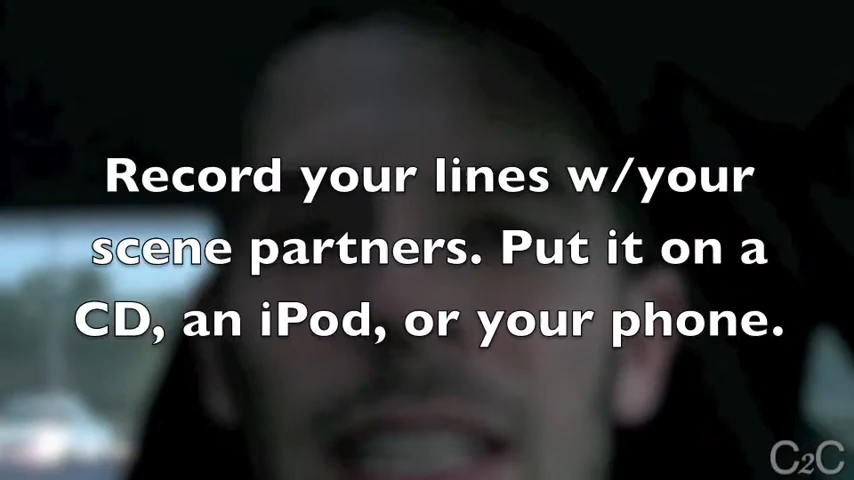 Record your lines w/your
scene partners. Put it on a
CD, an iPod, or your phone.
C2C